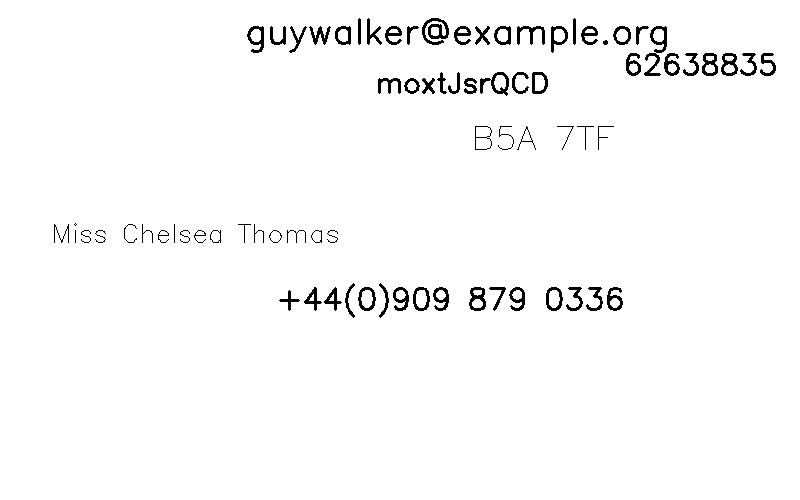 guywalker@example.org
62638835
moxtJsrQCD
B5A 7TF
Miss Chelsea Thomas
+44(0)909 879 0336